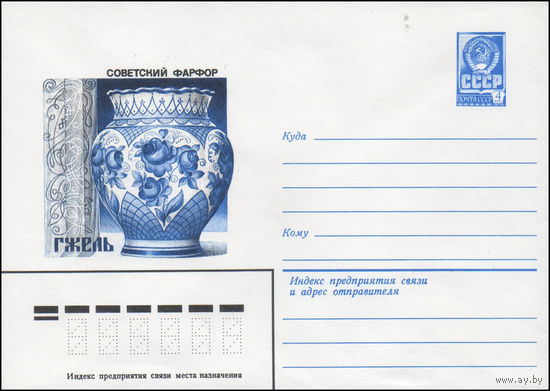 СОВЕТСКИЙ ФАРФОР
ГЖЕЛЬ
СССР
ПОЧТА СССР
4
Куда
Кому
Индекс предприятия связи
и адрес отправителя
Индекс предприятия связи места назначения
www.ay.by